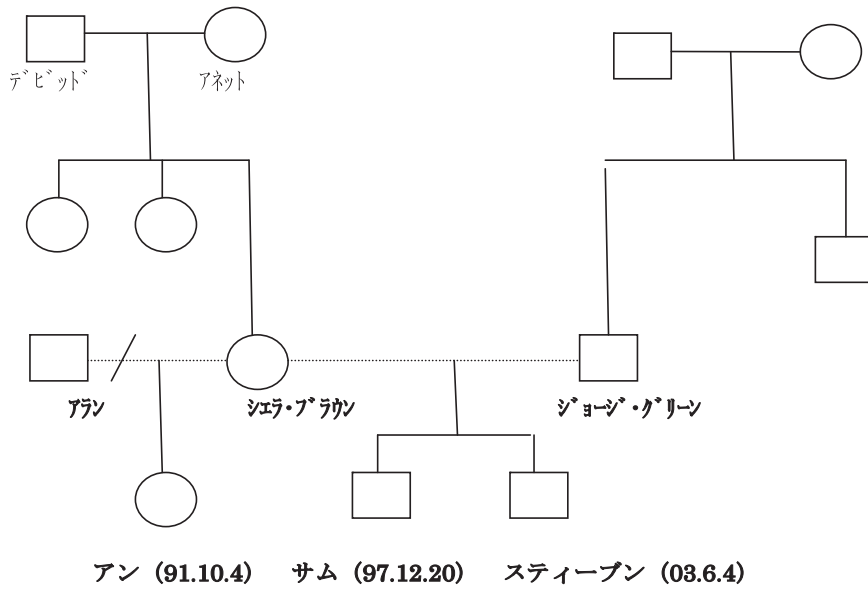 デビッド アネット
アラン シェラ・ブラウン ジョージ・グリーン
アン（91.10.4） サム（97.12.20） スティーブン（03.6.4）